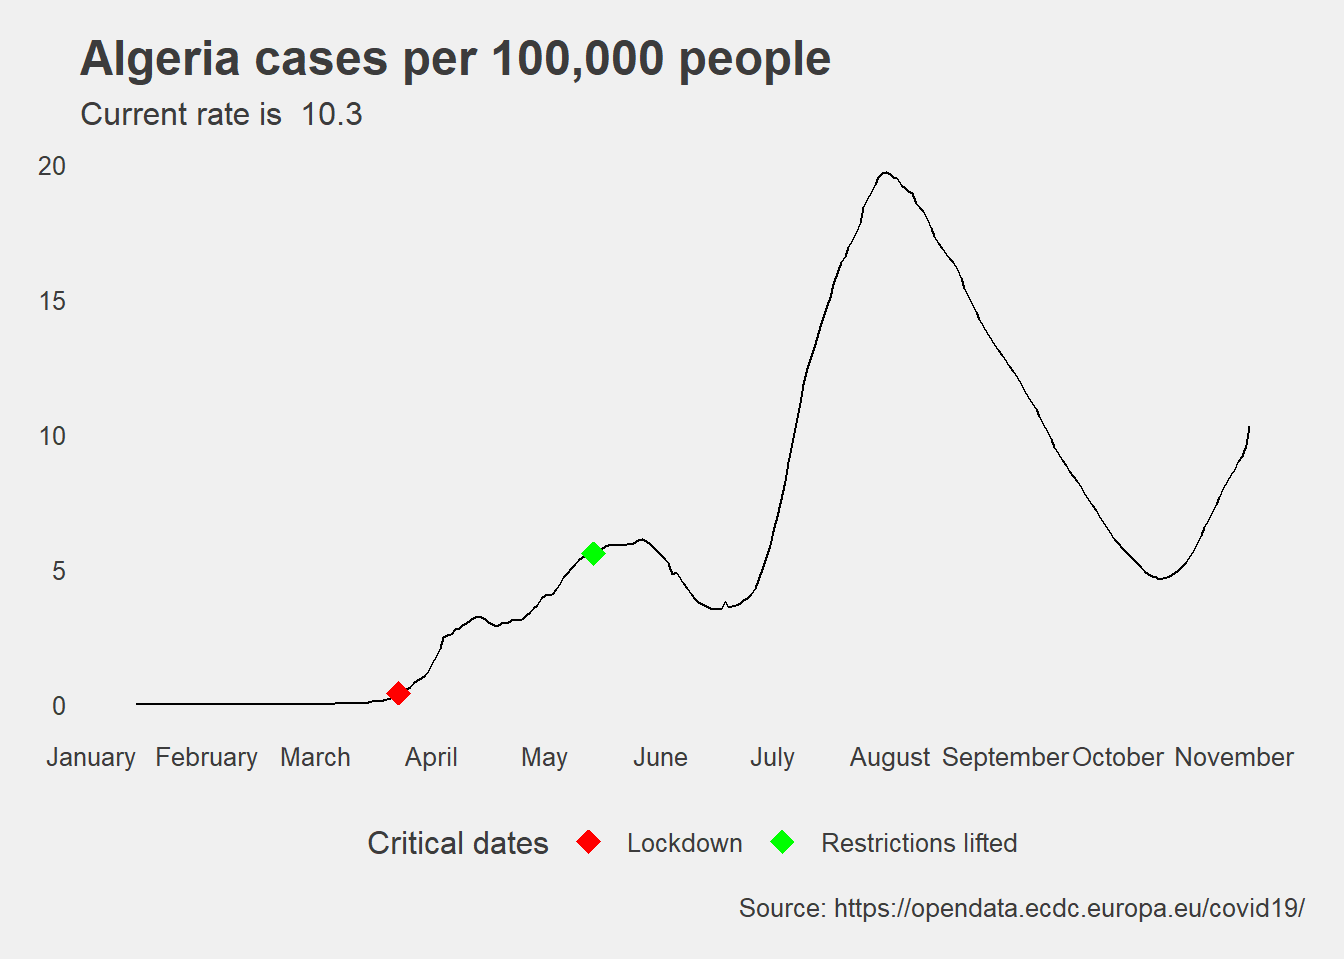 Algeria cases per 100,000 people
Current rate is  10.3
20
15
10
5
0
January February March April May June July August September October November
Critical dates Lockdown Restrictions lifted
Source: https://opendata.ecdc.europa.eu/covid19/